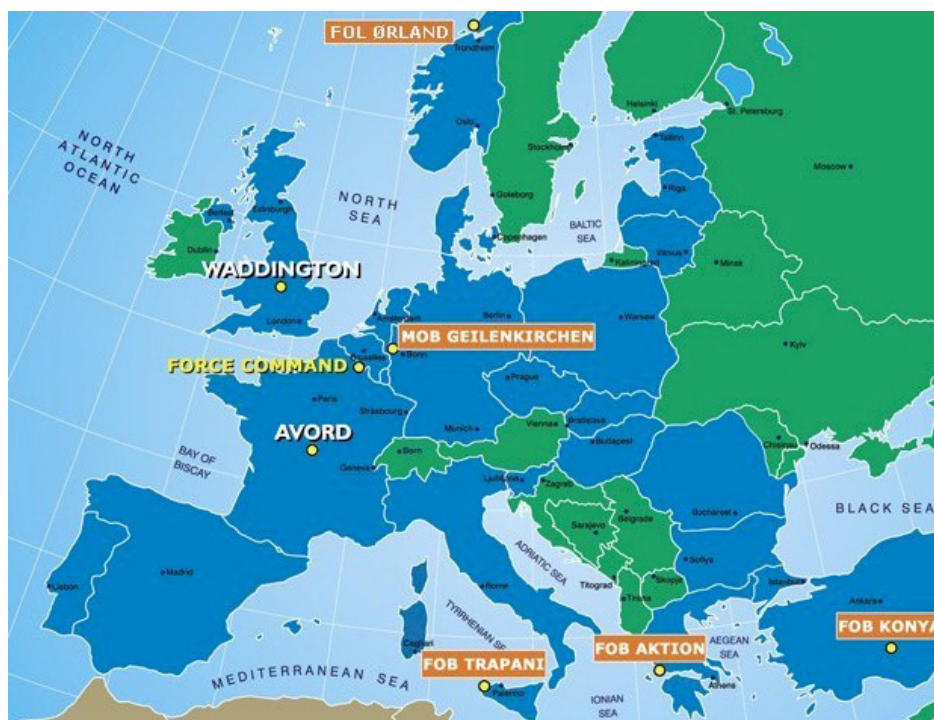 FOL ØRLAND
Trondheim
Helsinki
St. Petersburg
Oslo
Tallinn
Stockholm
NORTH
ATLANTIC
OCEAN
Moscow
Riga
NORTH
SEA
Goteborg
Edinburgh
Belfast
BALTIC
SEA
Copenhagen
Dublin
Vilnius
Kaliningrad
Minsk
WADDINGTON
Amsterdam
Berlin
Warsaw
London
MOB GEILENKIRCHEN
Kyiv
Brusseles
Bonn
FORCE COMMAND
Prague
Paris
Strasbourg
AVORD
Munich
Vienna
Bratislava
Budapest
Chisinau
Odessa
BAY OF
BISCAY
Geneva
Bern
Ljubljana
Zagreb
BLACK SEA
Belgrade
Bucharest
Sarajevo
ADRIATIC SEA
Sofiya
Madrid
Lisbon
Rome
Titograd
Skopje
Tirana
Istanbul
Ankara
TYRRHENIAN SE
Cagliari
FOB KONYA
FOB AKTION
AEGEAN
SEA
FOB TRAPANI
MEDITERRANEAN SEA
Palermo
Athens
IONIAN
SEA